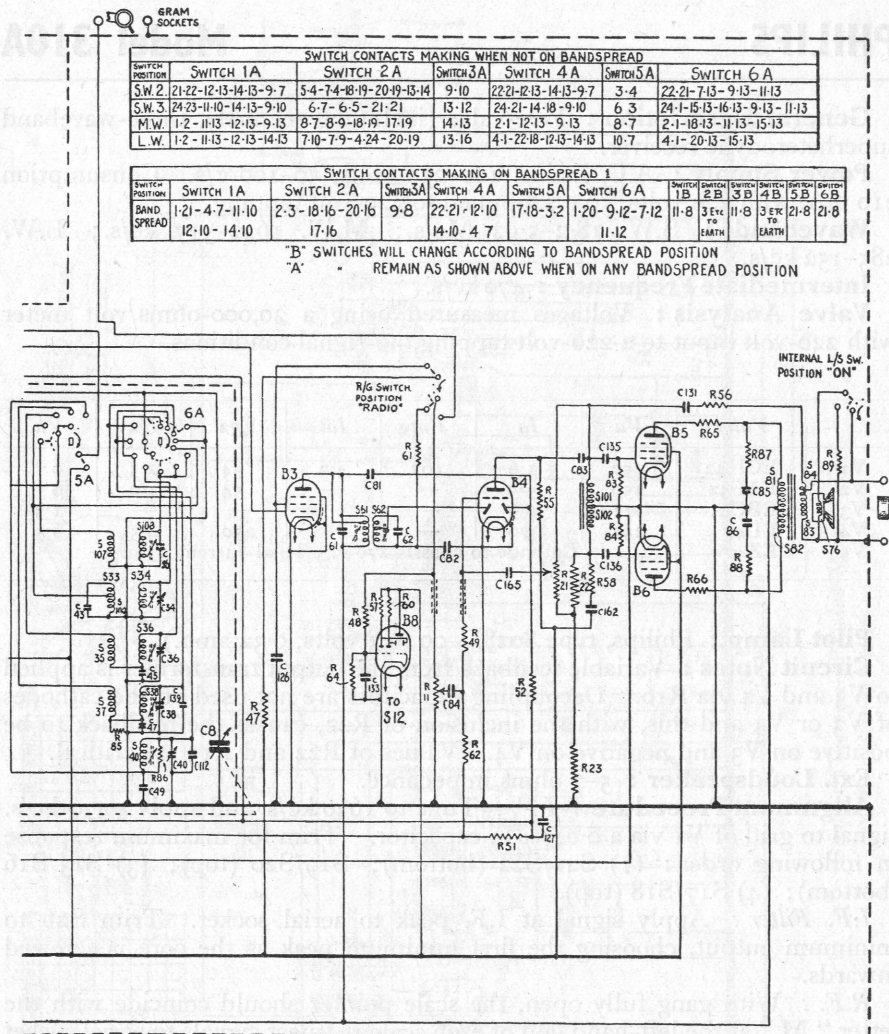 GRAM
SOCKETS
SWITCH CONTACTS MAKING WHEN NOT ON BANDSPREAD
SWITCH POSITION SWITCH 1A SWITCH 2A SWITCH 3A SWITCH 4A SWITCH 5A SWITCH 6A
S.W.2. 21-22-12-13-14-13-9-7 5-4-7-4-18-19-20-19-13-14 9-10 22-21-12-13-14-13-9-7 3-4 22-21-7-13-9-13-11-13
S.W.3. 24-23-11-10-14-13-9-10 6-7-6-5-21-21 13-12 24-21-14-18-9-10 6 3 24-1-15-13-16-13-9-13-11-13
M.W. 1-2-11-13-12-13-9-13 8-7-8-9-18-19-17-19 14-13 2-1-12-13-9-13 8-7 2-1-18-13-11-13-15-13
L.W. 1-2-11-13-12-13-14-13 7-10-7-9-4-24-20-19 13-16 4-1-22-18-12-13-14-13 10-7 4-1-20-13-15-13
SWITCH CONTACTS MAKING ON BANDSPREAD 1
SWITCH POSITION SWITCH 1A SWITCH 2A SWITCH 3A SWITCH 4A SWITCH 5A SWITCH 6A SWITCH 1B SWITCH 2B SWITCH 3B SWITCH 4B SWITCH 5B SWITCH 6B
BAND SPREAD 1-21-4-7-11-10 2-3-18-16-20-16 9-8 22-21-12-10 17-18-3-2 1-20-9-12-7-12 11-8 3 ETC TO EARTH 11-8 3 ETC TO EARTH 21-8 21-8
12-10-14-10 17-16 14-10-4 7 11-12
"B" SWITCHES WILL CHANGE ACCORDING TO BANDSPREAD POSITION
"A" " REMAIN AS SHOWN ABOVE WHEN ON ANY BANDSPREAD POSITION
INTERNAL L/S SW.
POSITION "ON"
R/G SWITCH
POSITION
"RADIO"
C131 R56
6A
5A
B3
R61
C81
B4
C83
C135
B5
R65
R87
S81
S84
R89
R55
R83
S101
S102
C85
C86
S83
S82 S76
S108
S107
S61 S62
C61
C62
C82
R84
C136
R88
S33 S34
C43
C34
C165
R21
R22
R58
B6
R66
C162
R57
R60
B8
R48
R49
S36
S35
C36
C45
C126
R64
C133
TO
S12
R11
C84
R52
S37
C38
C39
C47
R47
C8
R85
S40
R86
C40
C112
C49
R62
R23
R51
C127